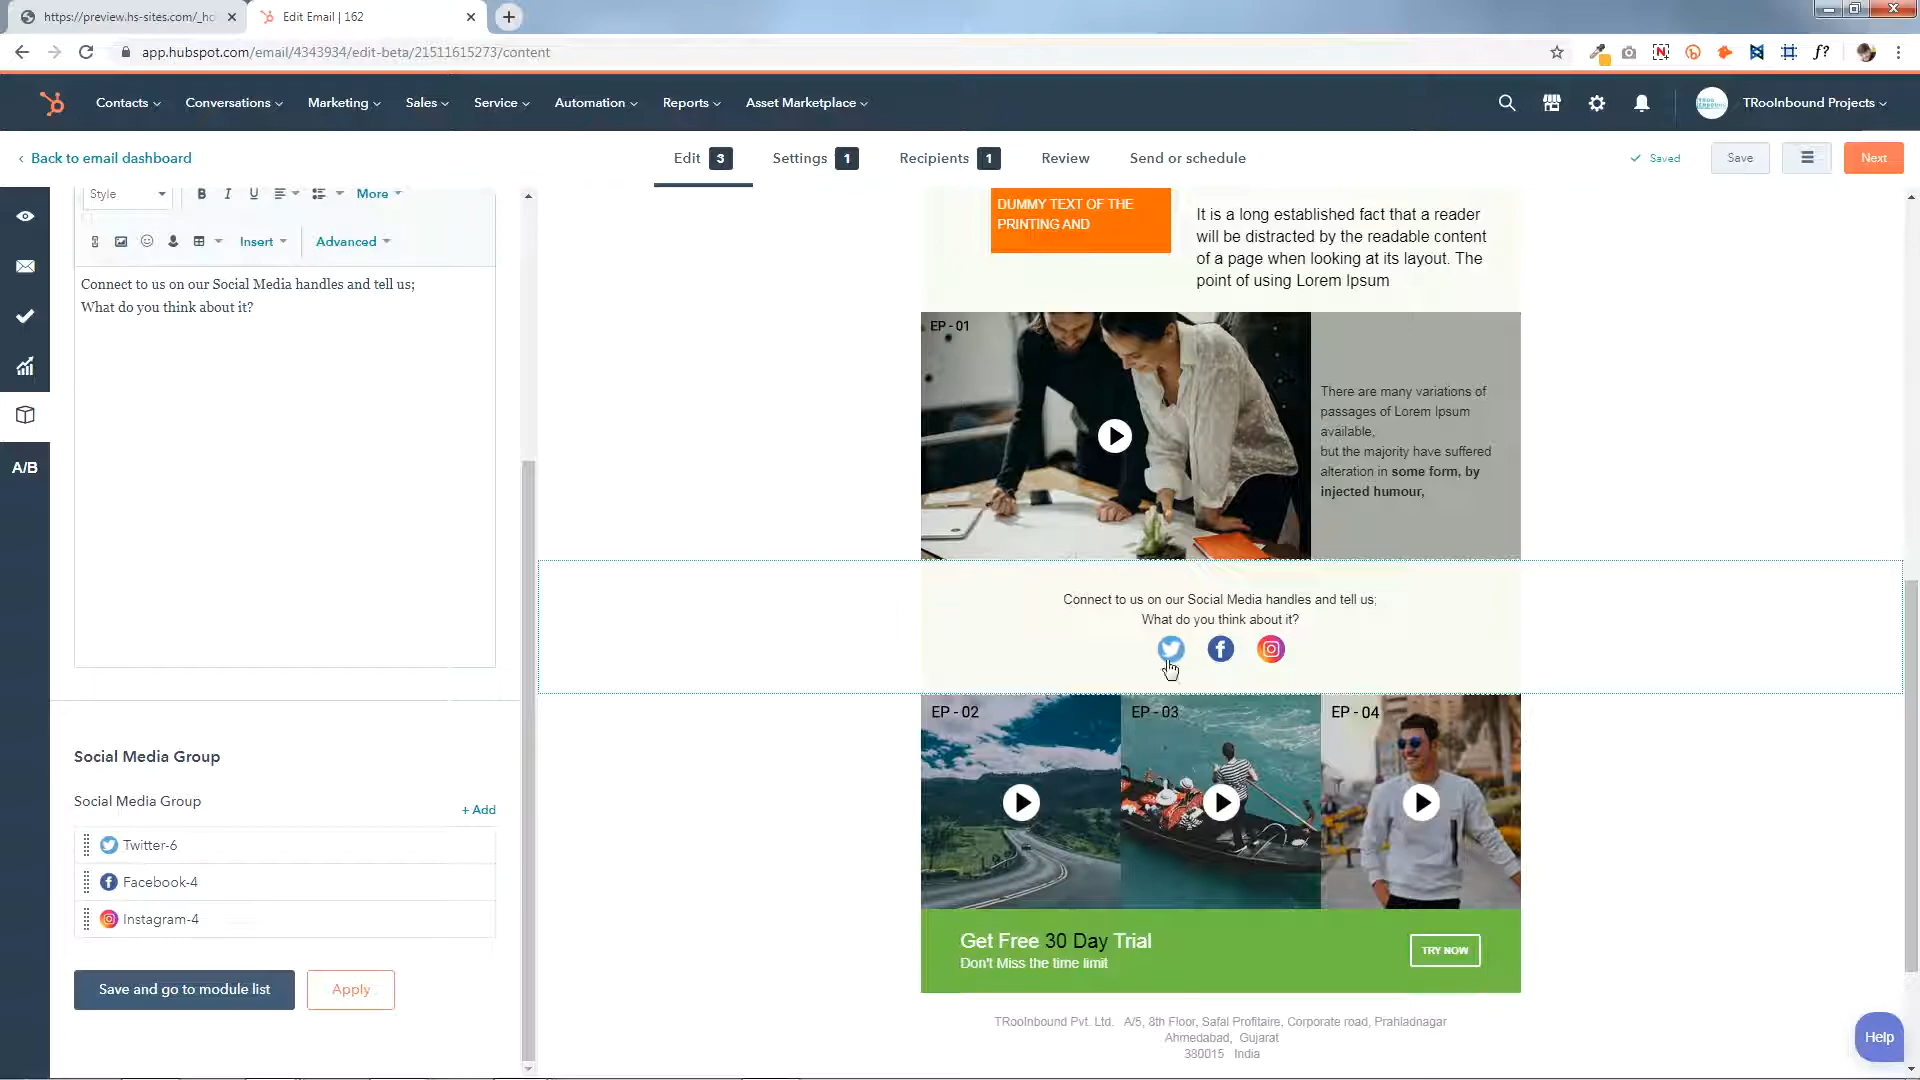 https://preview.hs-sites.com/_ho
Edit Email | 162
app.hubspot.com/email/4343934/edit-beta/21511615273/content
f?
Contacts
Conversations
Marketing
Sales
Service
Automation
Reports
Asset Marketplace
TRooInbound Projects
Back to email dashboard
Edit 3
Settings 1
Recipients 1
Review
Send or schedule
Saved
Save
Next
Style
B I U
More
Insert
Advanced
Connect to us on our Social Media handles and tell us;
What do you think about it?
A/B
Social Media Group
Social Media Group
+ Add
Twitter-6
Facebook-4
Instagram-4
Save and go to module list
Apply
DUMMY TEXT OF THE
PRINTING AND
It is a long established fact that a reader
will be distracted by the readable content
of a page when looking at its layout. The
point of using Lorem Ipsum
EP - 01
There are many variations of
passages of Lorem Ipsum
available,
but the majority have suffered
alteration in some form, by
injected humour,
Connect to us on our Social Media handles and tell us;
What do you think about it?
EP - 02
EP - 03
EP - 04
Get Free 30 Day Trial
Don't Miss the time limit
TRY NOW
TRooInbound Pvt. Ltd. A/5, 8th Floor, Safal Profitaire, Corporate road, Prahladnagar
Ahmedabad, Gujarat
380015 India
Help